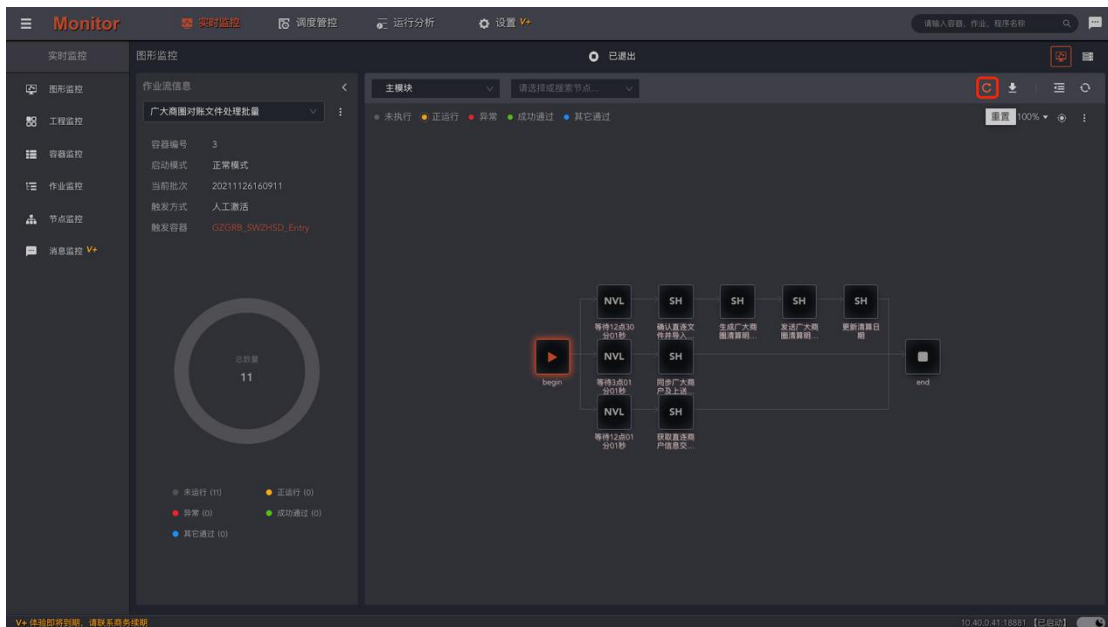 Monitor
实时监控
调度管控
运行分析
设置 V+
请输入容器、作业、程序名称
实时监控
图形监控
已退出
图形监控
工程监控
容器监控
作业监控
节点监控
消息监控 V+
作业流信息
广大商圈对账文件处理批量
容器编号 3
启动模式 正常模式
当前批次 20211126160911
触发方式 人工激活
触发容器 GZGRB_SWZHSD_Entry
总数量
11
未运行 (11)
正运行 (0)
异常 (0)
成功通过 (0)
其它通过 (0)
主模块
请选择或搜索节点...
未执行 正运行 异常 成功通过 其它通过
重置
100%
NVL SH SH SH SH
等待12点30
分01秒
确认直连文
件并导入...
生成广大商
圈清算明...
发送广大商
圈清算明...
更新清算日
期
begin
NVL SH
等待3点01
分01秒
同步广大商
户及上送...
end
NVL SH
等待12点01
分01秒
获取直连商
户信息交...
V+ 体验即将到期，请联系商务续期
10.40.0.41:18881 【已启动】